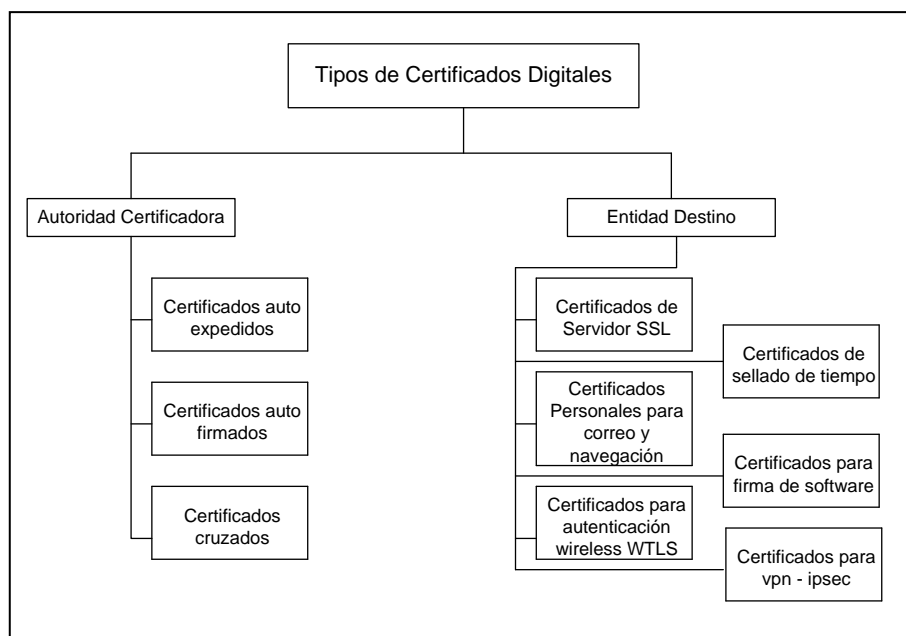 Tipos de Certificados Digitales
Autoridad Certificadora
Certificados auto
expedidos
Certificados auto
firmados
Certificados
cruzados
Entidad Destino
Certificados de
Servidor SSL
Certificados de
sellado de tiempo
Certificados
Personales para
correo y
navegación
Certificados para
firma de software
Certificados para
autenticación
wireless WTLS
Certificados para
vpn - ipsec